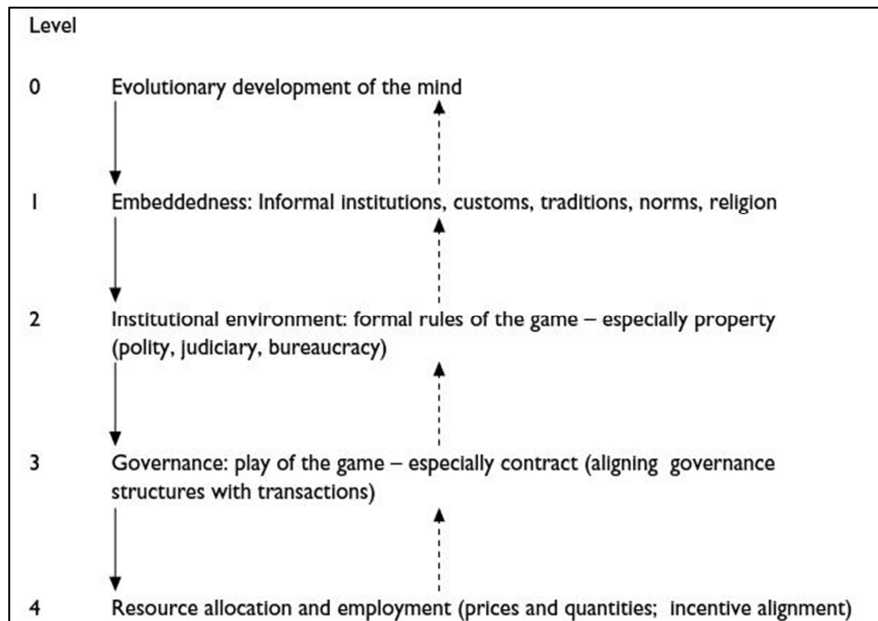 Level
0 Evolutionary development of the mind
1 Embeddedness: Informal institutions, customs, traditions, norms, religion
2 Institutional environment: formal rules of the game – especially property
(polity, judiciary, bureaucracy)
3 Governance: play of the game – especially contract (aligning governance
structures with transactions)
4 Resource allocation and employment (prices and quantities; incentive alignment)